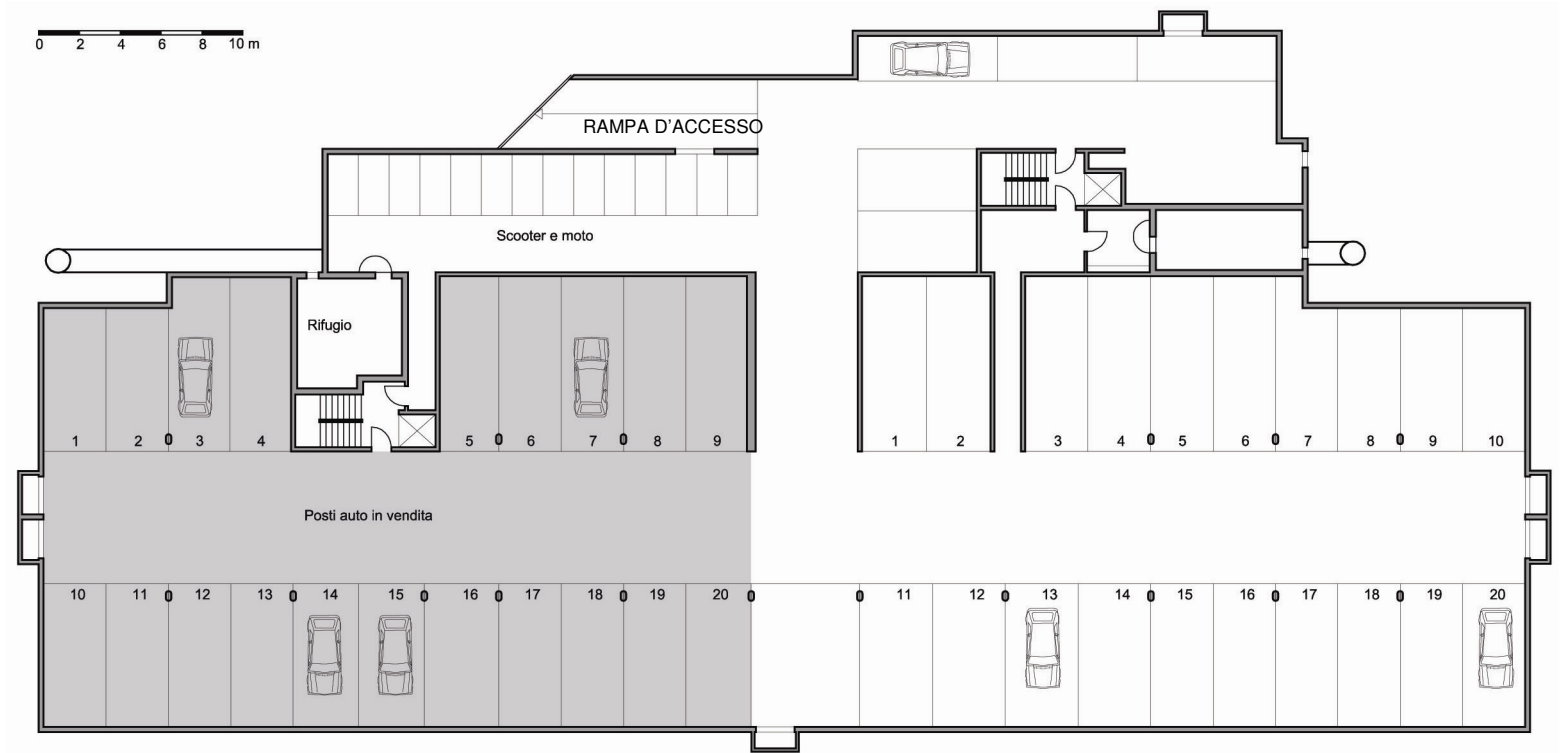 0 2 4 6 8 10 m
RAMPA D'ACCESSO
Scooter e moto
Rifugio
1 2 3 4 5 6 7 8 9 1 2 3 4 5 6 7 8 9 10
Posti auto in vendita
10 11 12 13 14 15 16 17 18 19 20 11 12 13 14 15 16 17 18 19 20